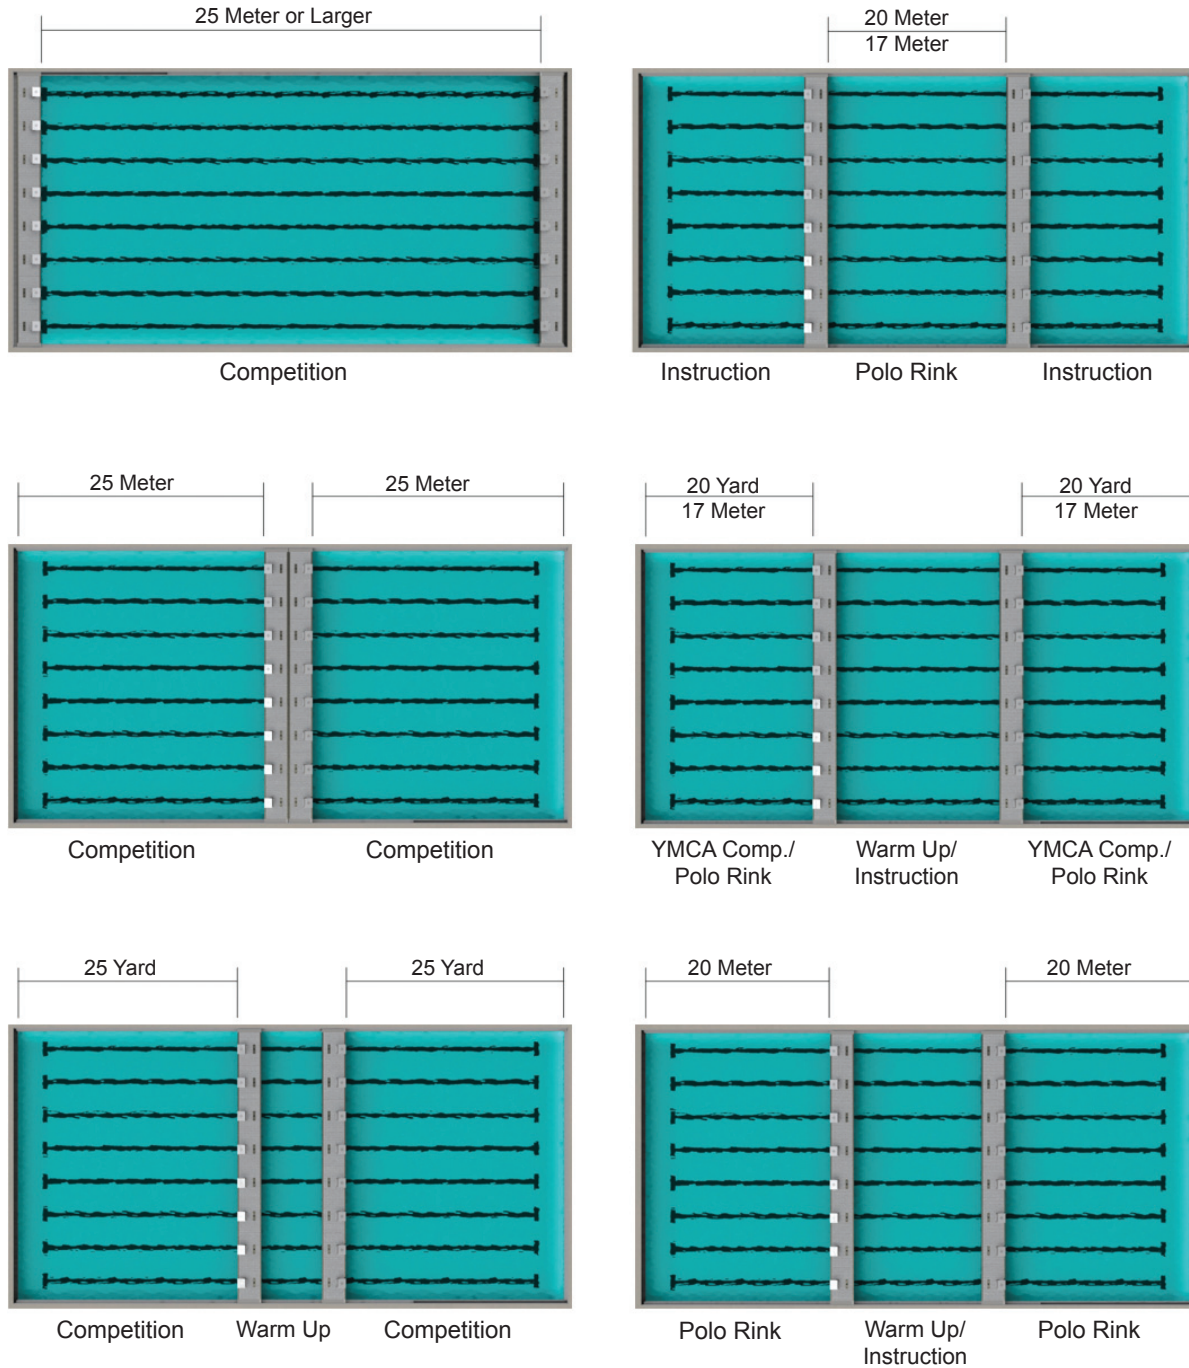 25 Meter or Larger
Competition
20 Meter
17 Meter
Instruction
Polo Rink
Instruction
25 Meter
25 Meter
Competition
Competition
20 Yard
17 Meter
20 Yard
17 Meter
YMCA Comp./
Polo Rink
Warm Up/
Instruction
YMCA Comp./
Polo Rink
25 Yard
25 Yard
Competition
Warm Up
Competition
20 Meter
20 Meter
Polo Rink
Warm Up/
Instruction
Polo Rink